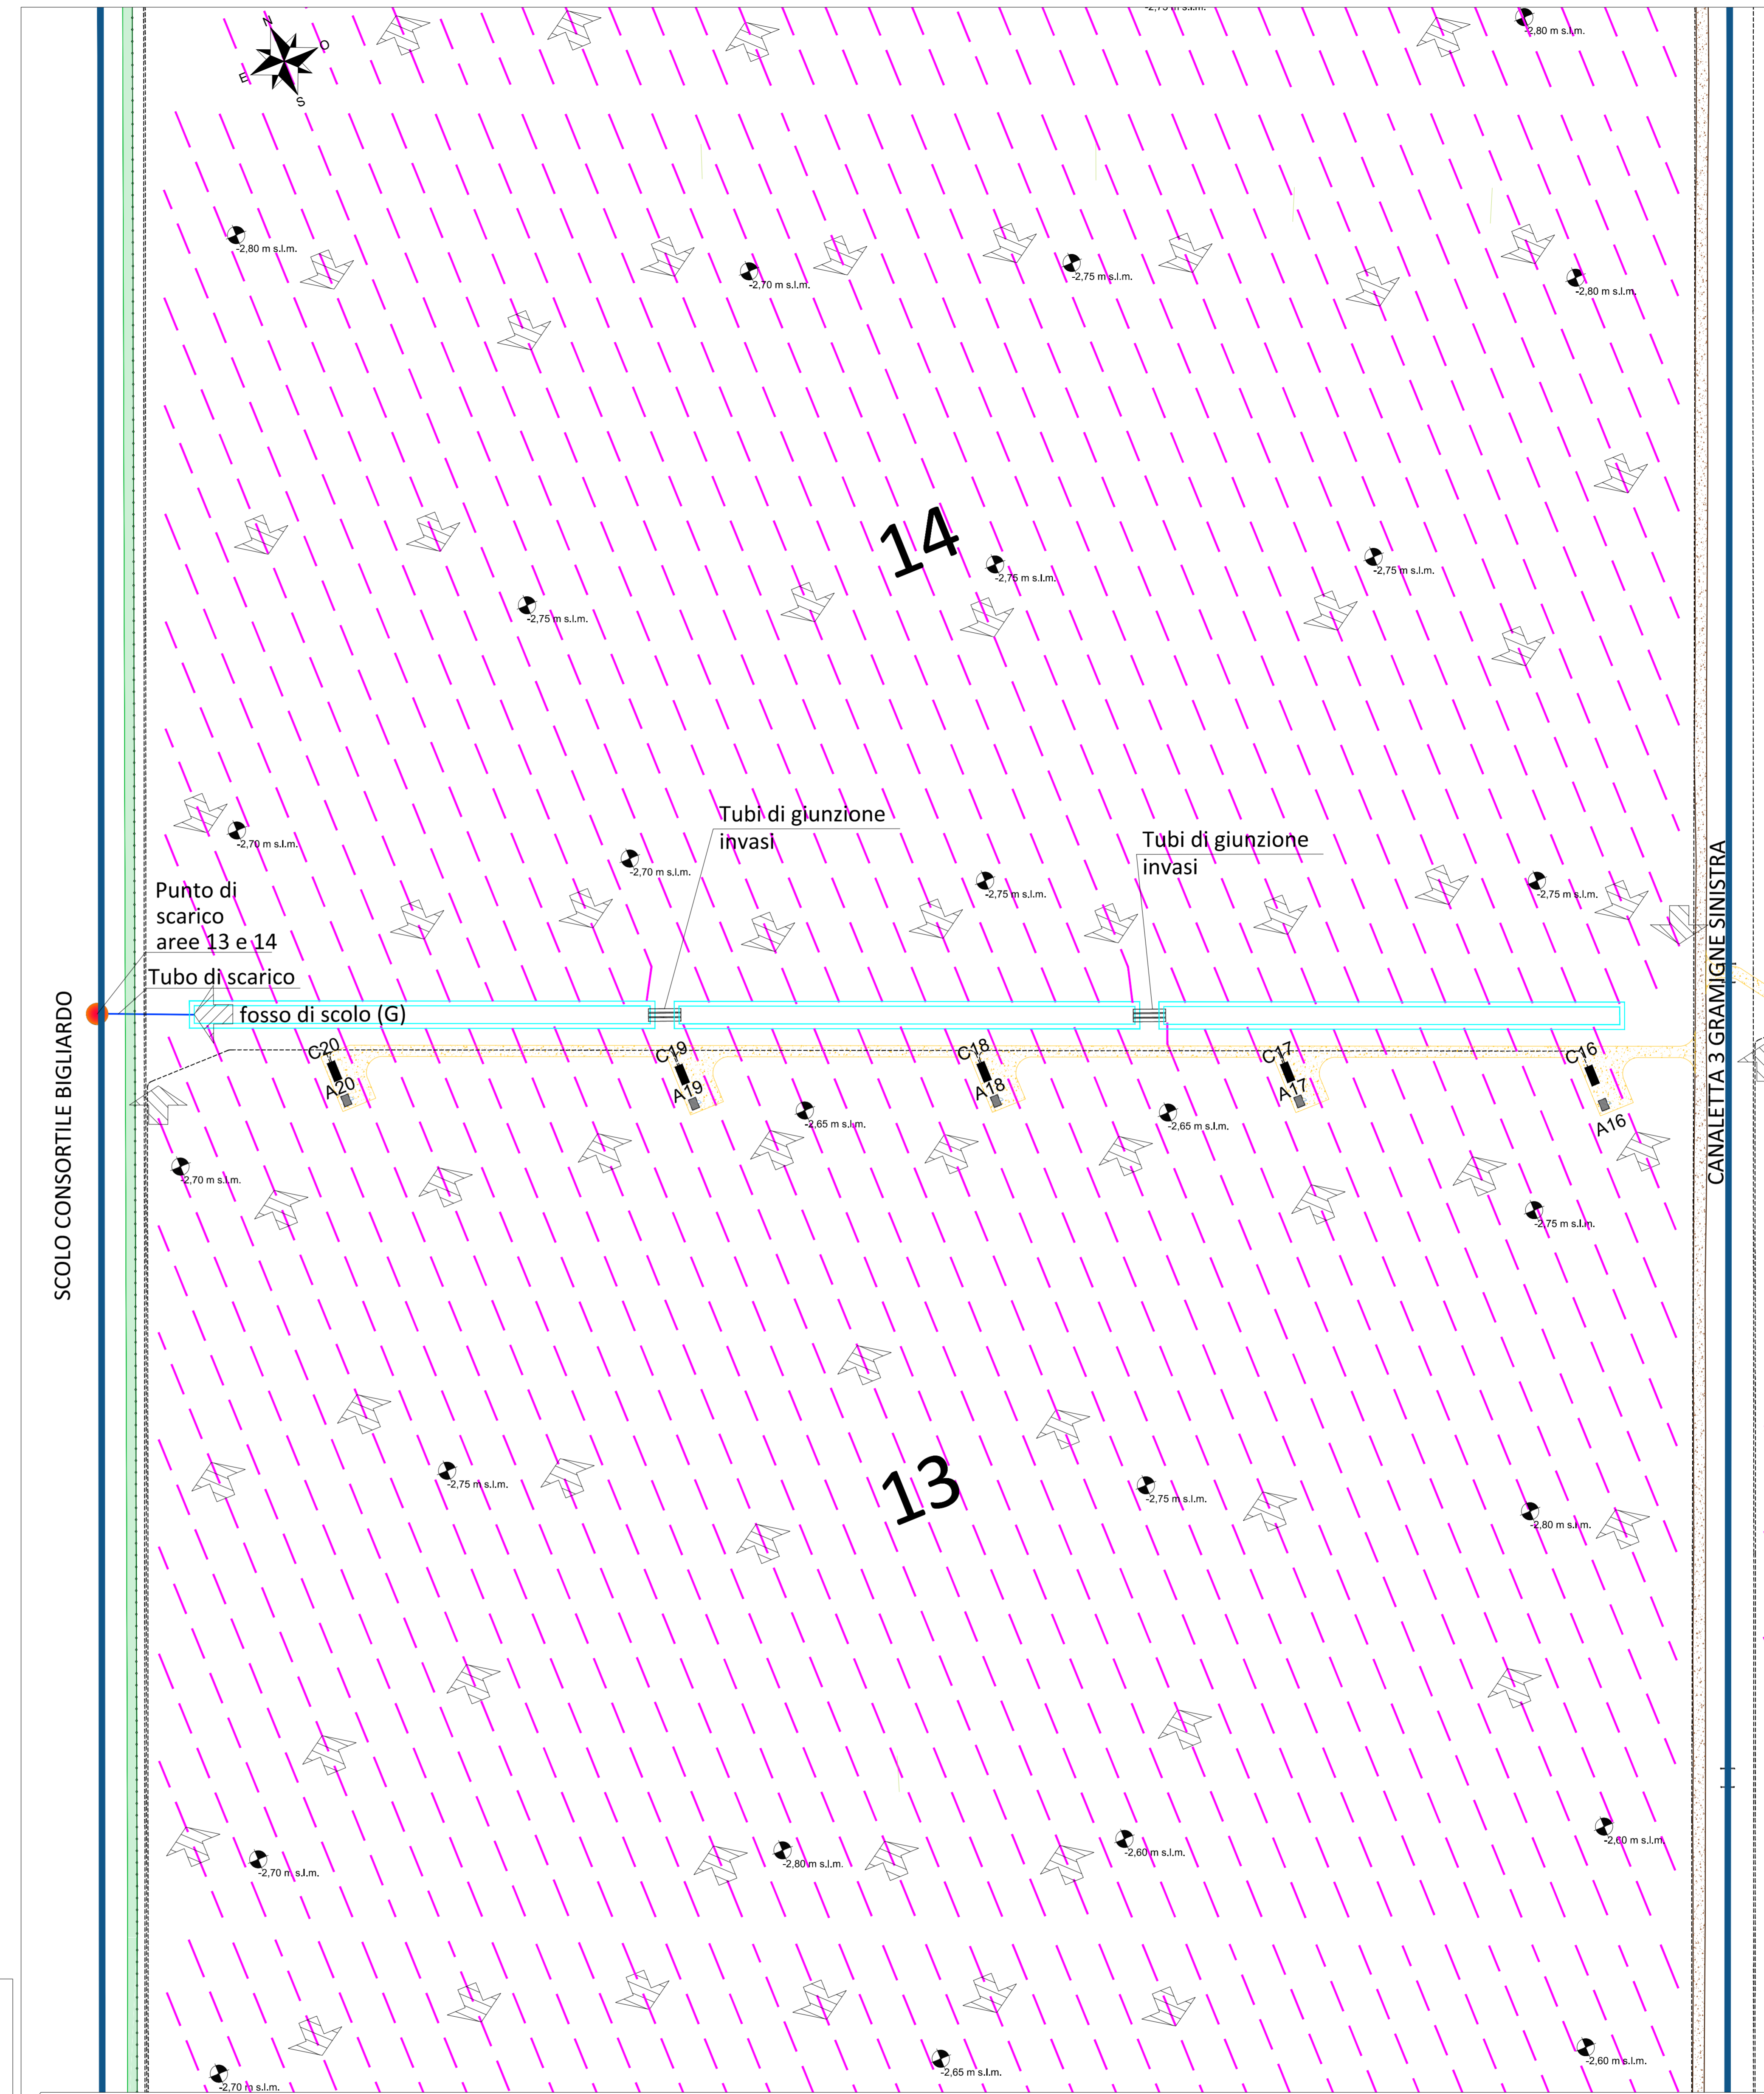 -2,75 m s.l.m.
-2,80 m s.l.m.
N
O
E
S
-2,80 m s.l.m.
-2,70 m s.l.m.
-2,75 m s.l.m.
-2,80 m s.l.m.
14
-2,75 m s.l.m.
-2,75 m s.l.m.
-2,75 m s.l.m.
Tubi di giunzione
invasi
Tubi di giunzione
invasi
-2,70 m s.l.m.
-2,70 m s.l.m.
-2,75 m s.l.m.
-2,75 m s.l.m.
Punto di
scarico
aree 13 e 14
Tubo di scarico
fosso di scolo (G)
SCOLO CONSORTILE BIGLIARDO
CANALETTA 3 GRAMIGNE SINISTRA
C20
C19
C18
C17
C16
A20
A19
A18
A17
A16
-2,65 m s.l.m.
-2,65 m s.l.m.
-2,70 m s.l.m.
-2,75 m s.l.m.
13
-2,75 m s.l.m.
-2,75 m s.l.m.
-2,80 m s.l.m.
-2,70 m s.l.m.
-2,80 m s.l.m.
-2,60 m s.l.m.
-2,60 m s.l.m.
-2,70 m s.l.m.
-2,65 m s.l.m.
-2,60 m s.l.m.